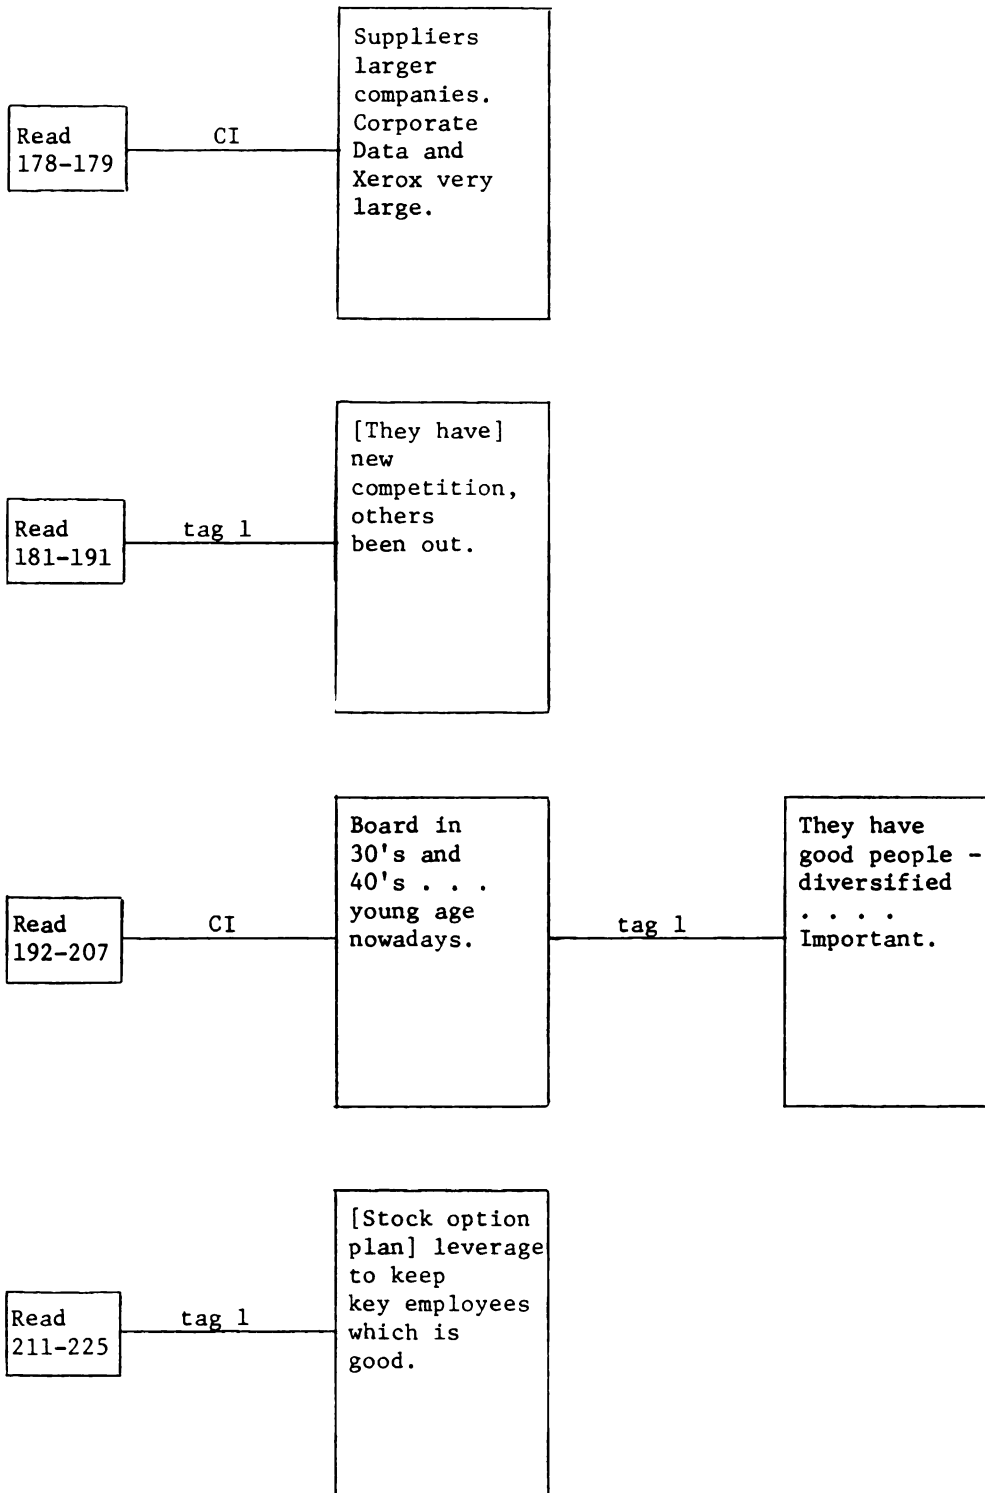 Suppliers
larger
companies.
Corporate
Data and
Xerox very
large.
Read
178-179
CI
[They have]
new
competition,
others
been out.
Read
181-191
tag 1
Board in
30's and
40's . . .
young age
nowadays.
Read
192-207
CI
tag 1
They have
good people -
diversified
. . . .
Important.
[Stock option
plan] leverage
to keep
key employees
which is
good.
Read
211-225
tag 1